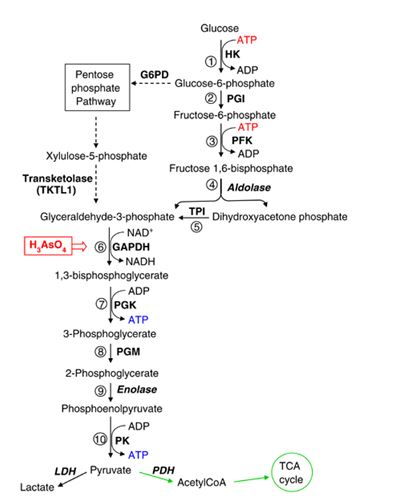 Glucose
ATP
① HK
ADP
Pentose
phosphate
Pathway
G6PD
Glucose-6-phosphate
② PGI
Fructose-6-phosphate
ATP
③ PFK
ADP
Xylulose-5-phosphate
Fructose 1,6-bisphosphate
Transketolase
(TKTL1)
④ Aldolase
Glyceraldehyde-3-phosphate
TPI
⑤
Dihydroxyacetone phosphate
H₃AsO₄
NAD⁺
⑥ GAPDH
NADH
1,3-bisphoglycerate
ADP
⑦ PGK
ATP
3-Phosphoglycerate
⑧ PGM
2-Phosphoglycerate
⑨ Enolase
Phosphoenolpyruvate
ADP
⑩ PK
ATP
LDH
Pyruvate
PDH
Lactate
AcetylCoA
TCA
cycle